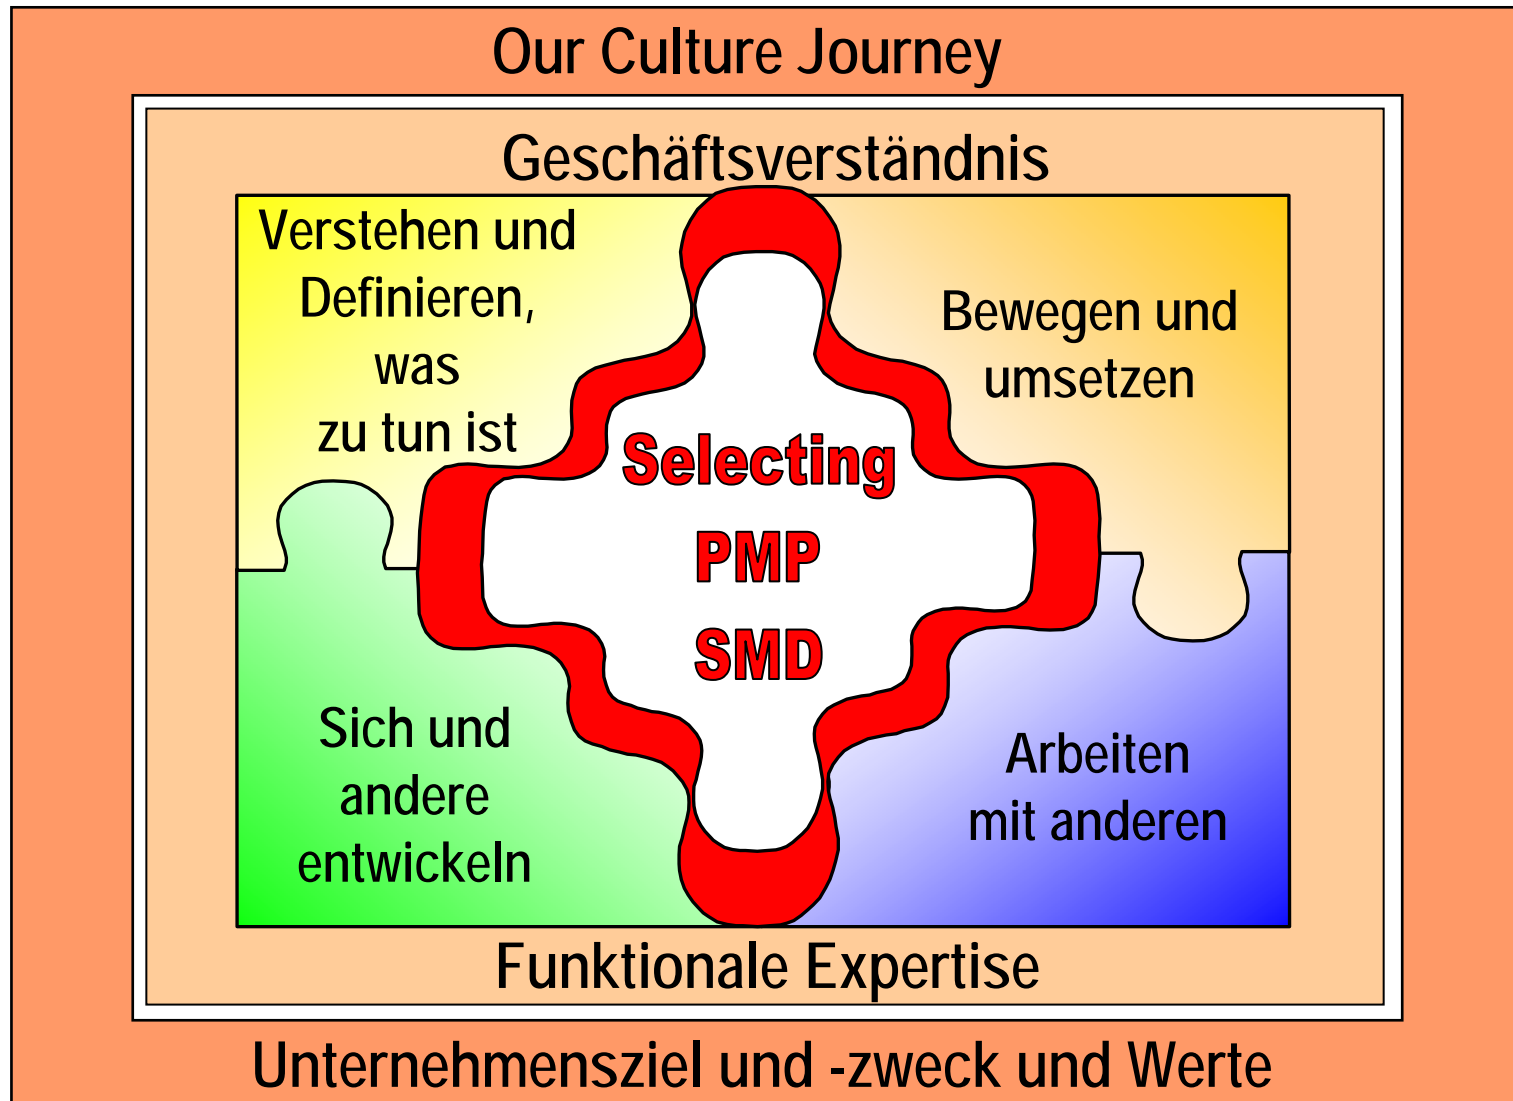 Our Culture Journey
Geschäftsverständnis
Verstehen und
Definieren,
was
zu tun ist
Bewegen und
umsetzen
Selecting
PMP
SMD
Sich und
andere
entwickeln
Arbeiten
mit anderen
Funktionale Expertise
Unternehmensziel und -zweck und Werte